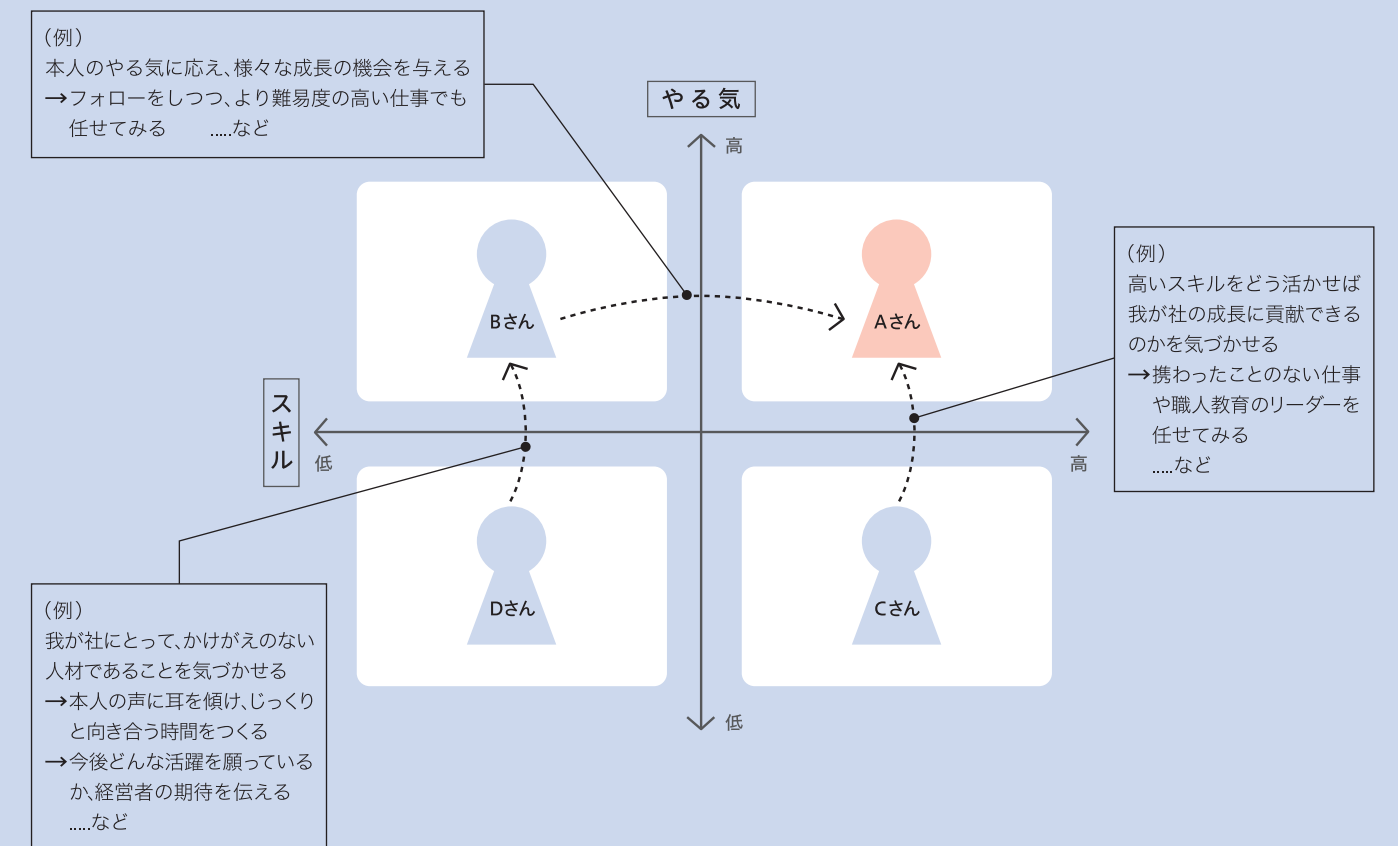 （例）
本人のやる気に応え、様々な成長の機会を与える
→フォローをしつつ、より難易度の高い仕事でも
任せてみる　　.....など
やる気
高
（例）
高いスキルをどう活かせば
我が社の成長に貢献できる
のかを気づかせる
→携わったことのない仕事
や職人教育のリーダーを
任せてみる
.....など
Bさん
Aさん
スキル
低
高
Dさん
Cさん
低
（例）
我が社にとって、かけがえのない
人材であることを気づかせる
→本人の声に耳を傾け、じっくり
と向き合う時間をつくる
→今後どんな活躍を願っている
か、経営者の期待を伝える
.....など